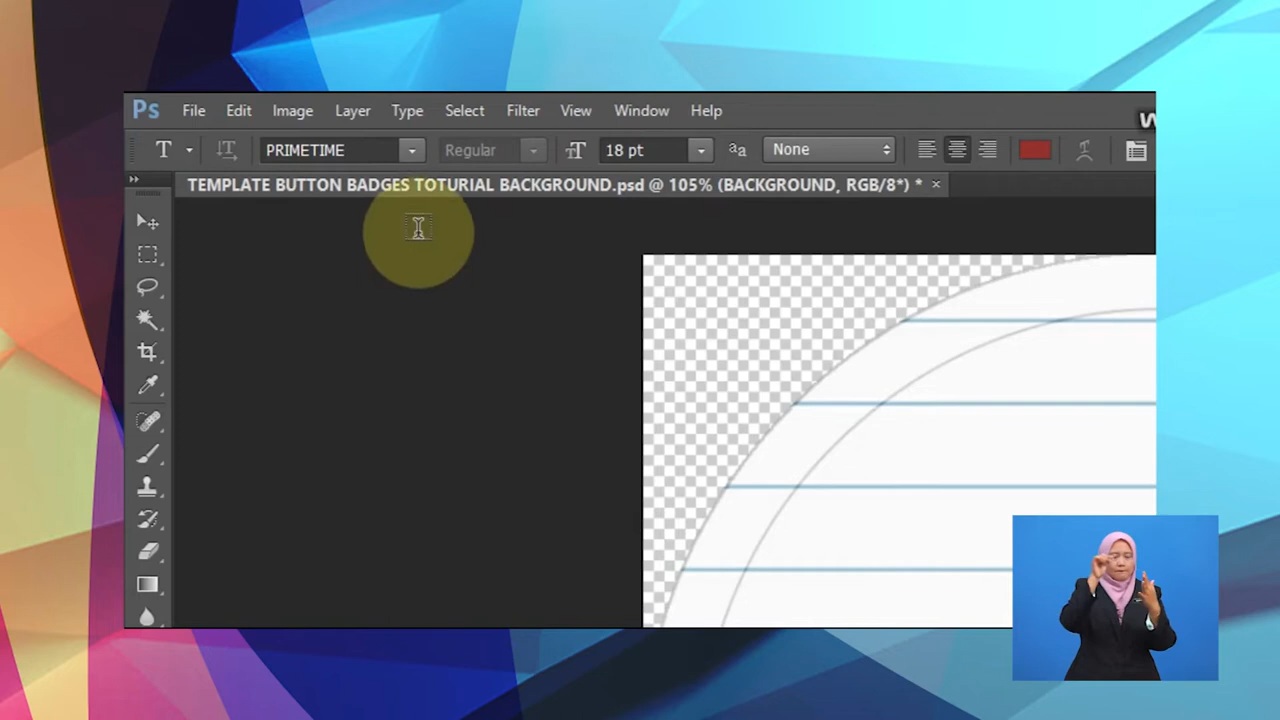 Ps File Edit Image Layer Type Select Filter View Window Help
T PRIMETIME Regular 18 pt aa None
TEMPLATE BUTTON BADGES TOTURIAL BACKGROUND.psd @ 105% (BACKGROUND, RGB/8*) * ×